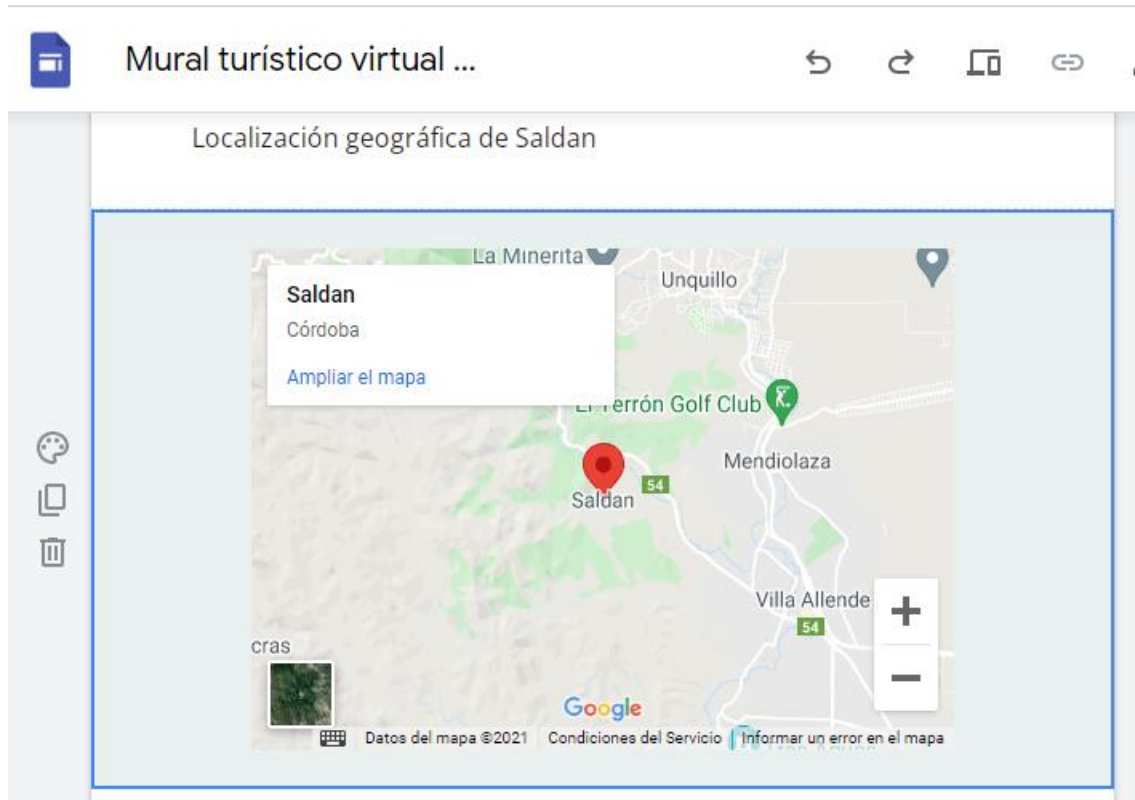 Mural turístico virtual ...
Localización geográfica de Saldan
La Minerita
Unquillo
Saldan
Córdoba
Ampliar el mapa
El Terrón Golf Club
Mendiolaza
54
Saldan
Villa Allende
54
cras
Google
Datos del mapa ©2021 Condiciones del Servicio Informar un error en el mapa